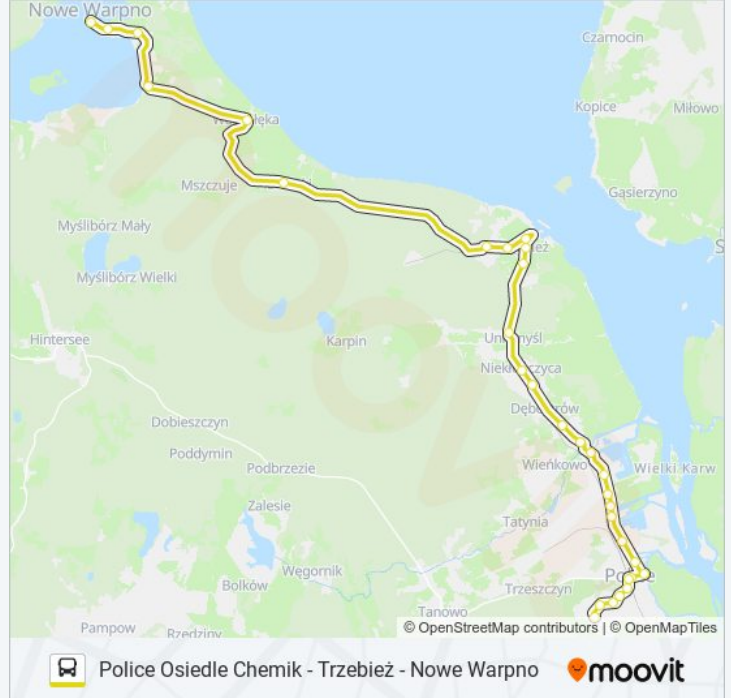 Nowe Warpno
Czarnocin
Kopice
Miłowo
Mszczuje
Gąsierzyno
Myślibórz Mały
Myślibórz Wielki
Hintersee
Karpin
Dobieszczyn
Poddymin
Podbrzezie
Wieńkowo
Wielki Karw
Zalesie
Tatynia
Węgornik
Bolków
Trzeszczyn
Tanowo
Pampow
Rzedziny
© OpenStreetMap contributors | © OpenMapTiles
Police Osiedle Chemik - Trzebież - Nowe Warpno
moovit